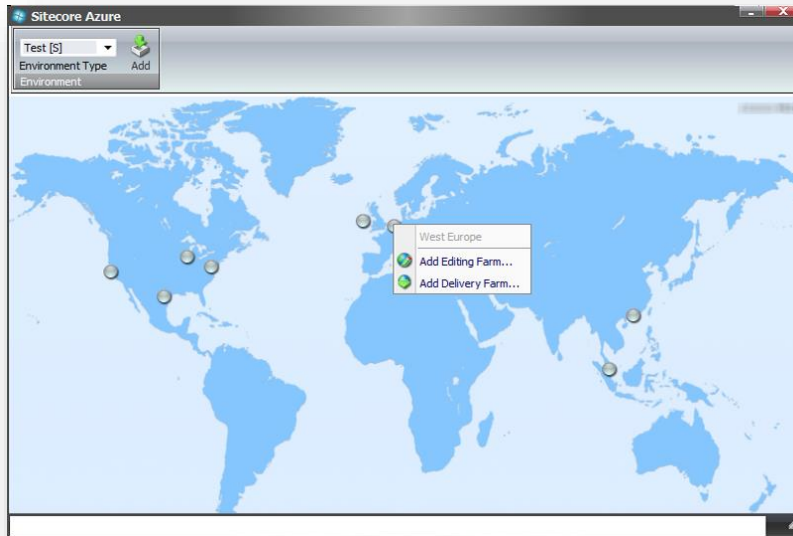 Sitecore Azure
Test [S]
Environment Type
Add
Environment
West Europe
Add Editing Farm...
Add Delivery Farm...